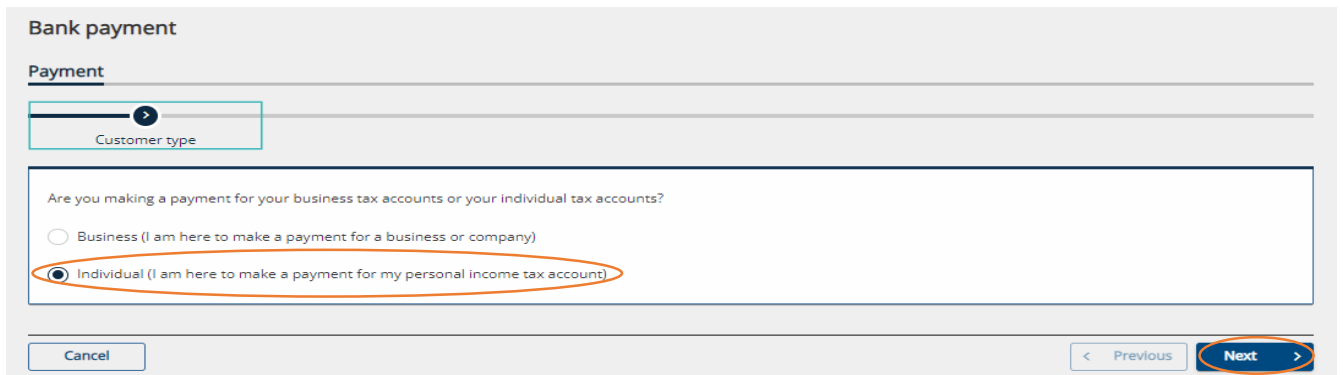 Bank payment
Payment
Customer type
Are you making a payment for your business tax accounts or your individual tax accounts?
Business (I am here to make a payment for a business or company)
Individual (I am here to make a payment for my personal income tax account)
Cancel
< Previous
Next >